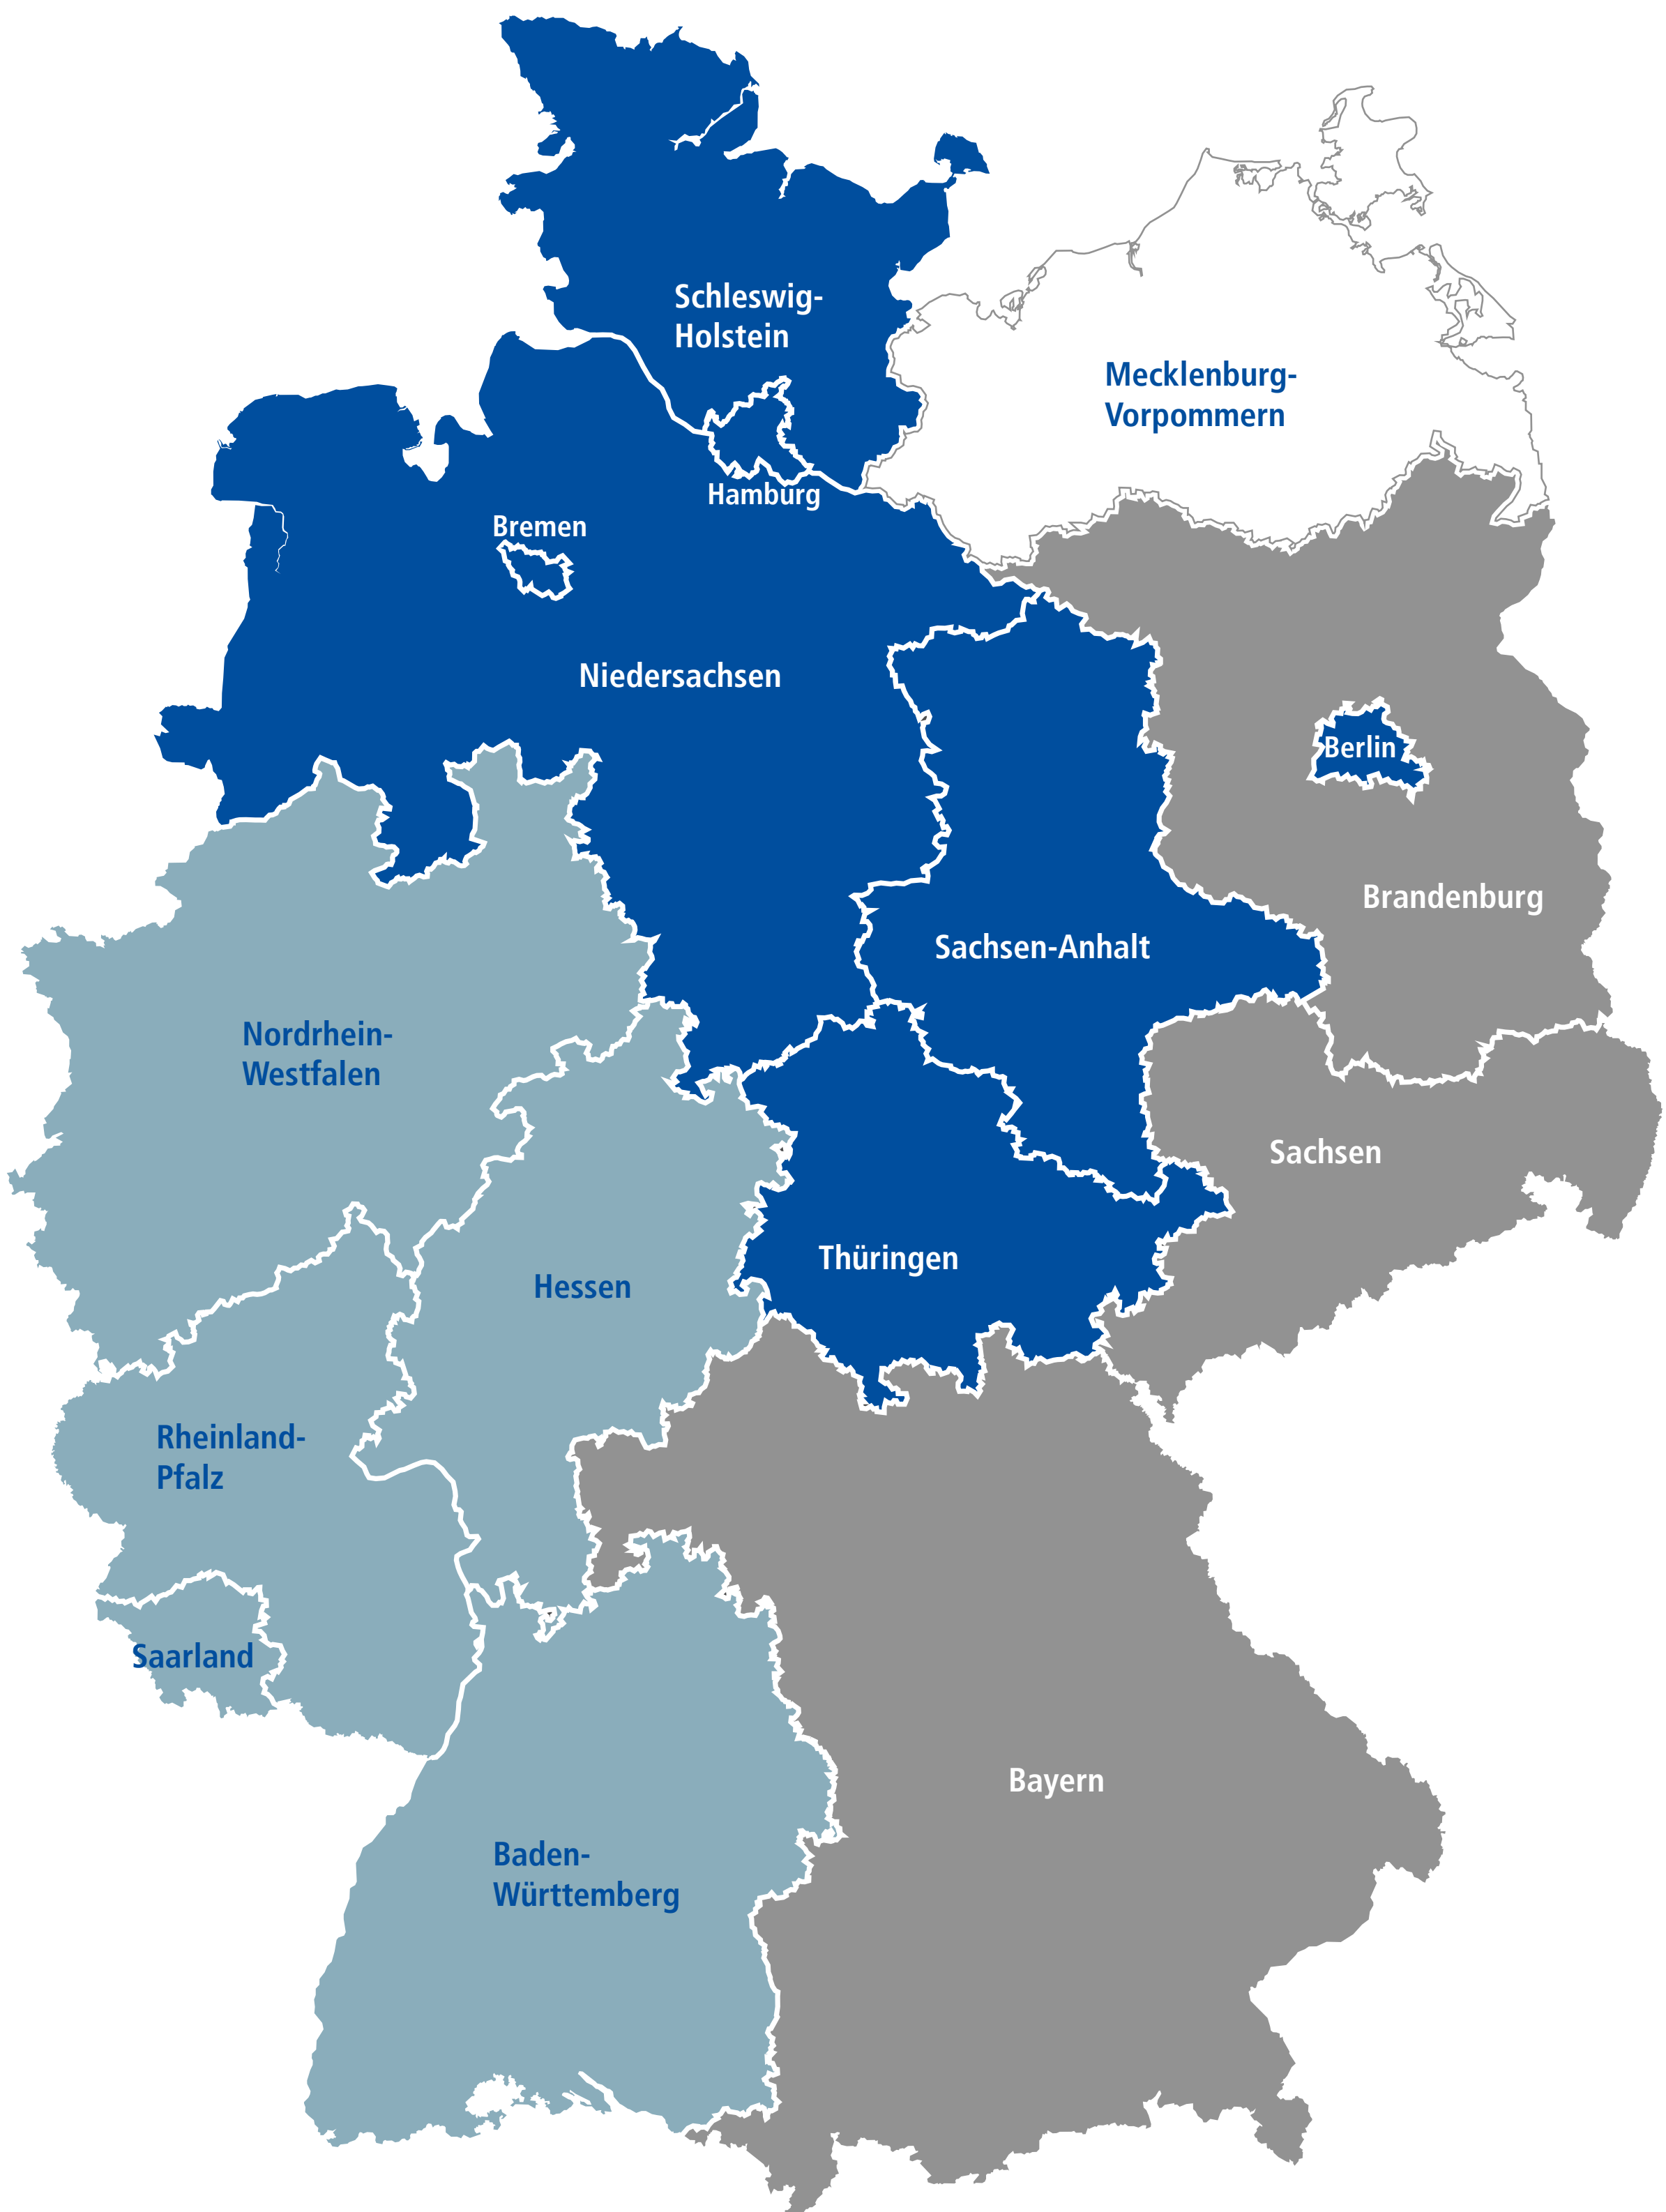 Schleswig-
Holstein
Mecklenburg-
Vorpommern
Hamburg
Bremen
Niedersachsen
Berlin
Brandenburg
Sachsen-Anhalt
Nordrhein-
Westfalen
Sachsen
Thüringen
Hessen
Rheinland-
Pfalz
Saarland
Bayern
Baden-
Württemberg